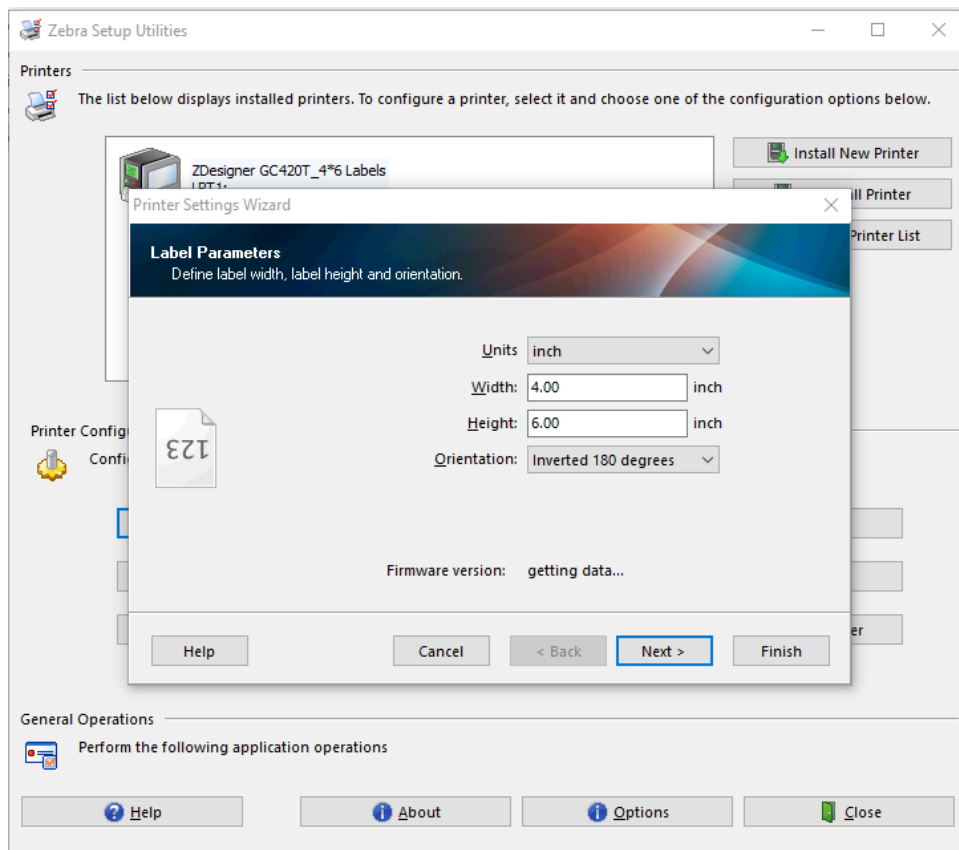 Zebra Setup Utilities
Printers
The list below displays installed printers. To configure a printer, select it and choose one of the configuration options below.
ZDesigner GC420T_4*6 Labels
LPT1:
Install New Printer
Printer
Printer List
Printer Settings Wizard
Label Parameters
Define label width, label height and orientation.
Units inch
Width: 4.00 inch
Height: 6.00 inch
Orientation: Inverted 180 degrees
123
Firmware version: getting data...
Help Cancel < Back Next > Finish
Printer
General Operations
Perform the following application operations
Help About Options Close